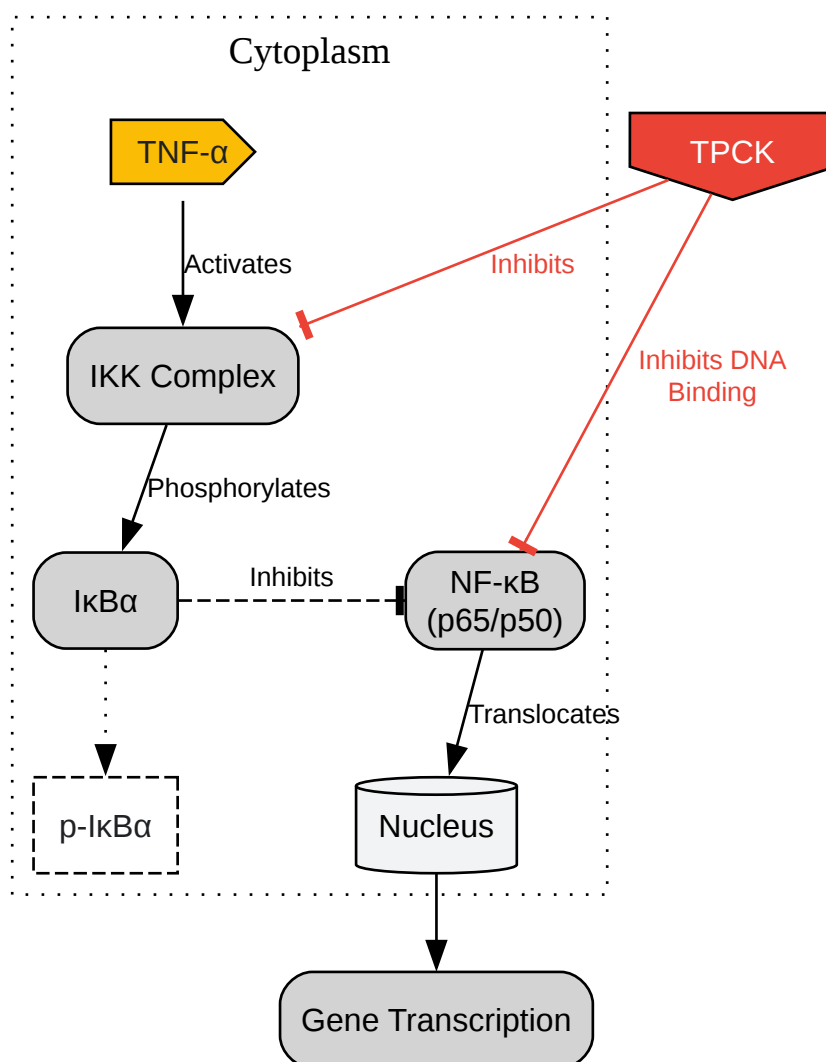 Cytoplasm
TNF-α
TPCK
Activates
Inhibits
IKK Complex
Inhibits DNA
Binding
Phosphorylates
IκBα
Inhibits
NF-κB
(p65/p50)
Translocates
p-IκBα
Nucleus
Gene Transcription